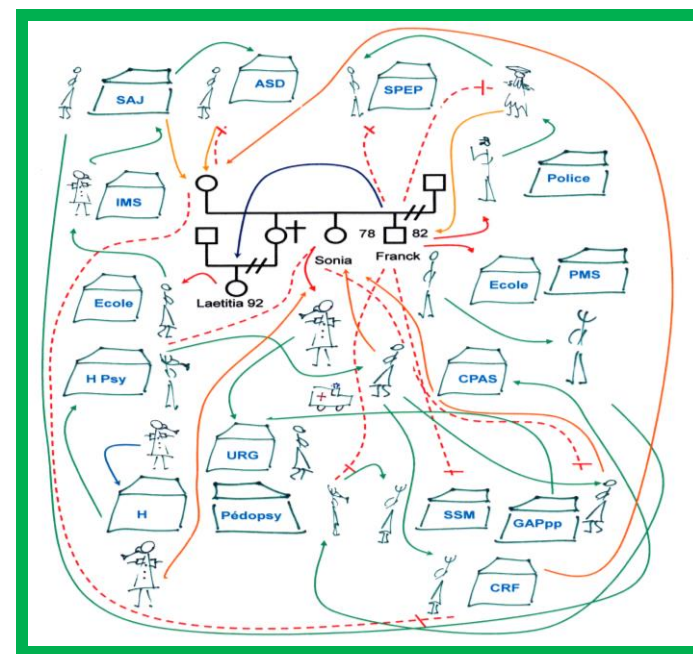 SAJ
ASD
SPEP
IMS
Police
78
82
Sonia
Franck
Laetitia 92
Ecole
Ecole
PMS
H Psy
CPAS
URG
H
Pédopsy
SSM
GAPpp
CRF